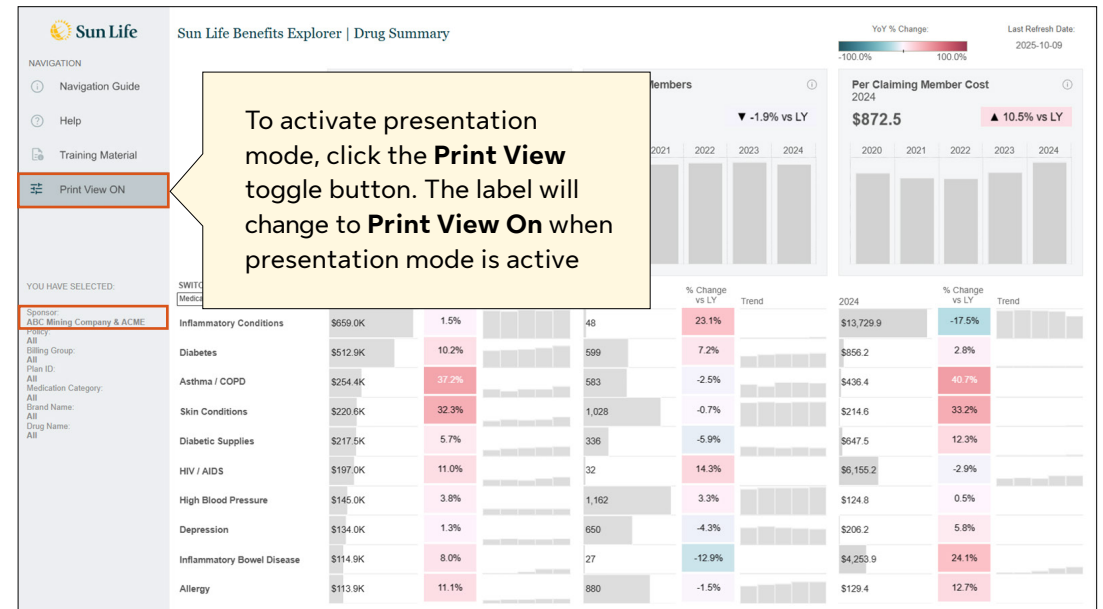 Sun Life
Sun Life Benefits Explorer | Drug Summary
YoY % Change:
-100.0% 100.0%
Last Refresh Date:
2025-10-09
NAVIGATION
Navigation Guide
Help
Training Material
Print View ON
To activate presentation
mode, click the Print View
toggle button. The label will
change to Print View On when
presentation mode is active
▼ -1.9% vs LY
2021 2022 2023 2024
Per Claiming Member Cost
2024
$872.5 ▲ 10.5% vs LY
2020 2021 2022 2023 2024
YOU HAVE SELECTED:
Sponsor:
ABC Mining Company & ACME
Policy:
All
Billing Group:
All
Plan ID:
All
Medication Category:
All
Brand Name:
All
Drug Name:
All
% Change
vs LY Trend
2024 % Change
vs LY Trend
Inflammatory Conditions $659.0K 1.5% 48 23.1% $13,729.9 -17.5%
Diabetes $512.9K 10.2% 599 7.2% $856.2 2.8%
Asthma / COPD $254.4K 37.2% 583 -2.5% $436.4 40.7%
Skin Conditions $220.6K 32.3% 1,028 -0.7% $214.6 33.2%
Diabetic Supplies $217.5K 5.7% 336 -5.9% $647.5 12.3%
HIV / AIDS $197.0K 11.0% 32 14.3% $6,155.2 -2.9%
High Blood Pressure $145.0K 3.8% 1,162 3.3% $124.8 0.5%
Depression $134.0K 1.3% 650 -4.3% $206.2 5.8%
Inflammatory Bowel Disease $114.9K 8.0% 27 -12.9% $4,253.9 24.1%
Allergy $113.9K 11.1% 880 -1.5% $129.4 12.7%